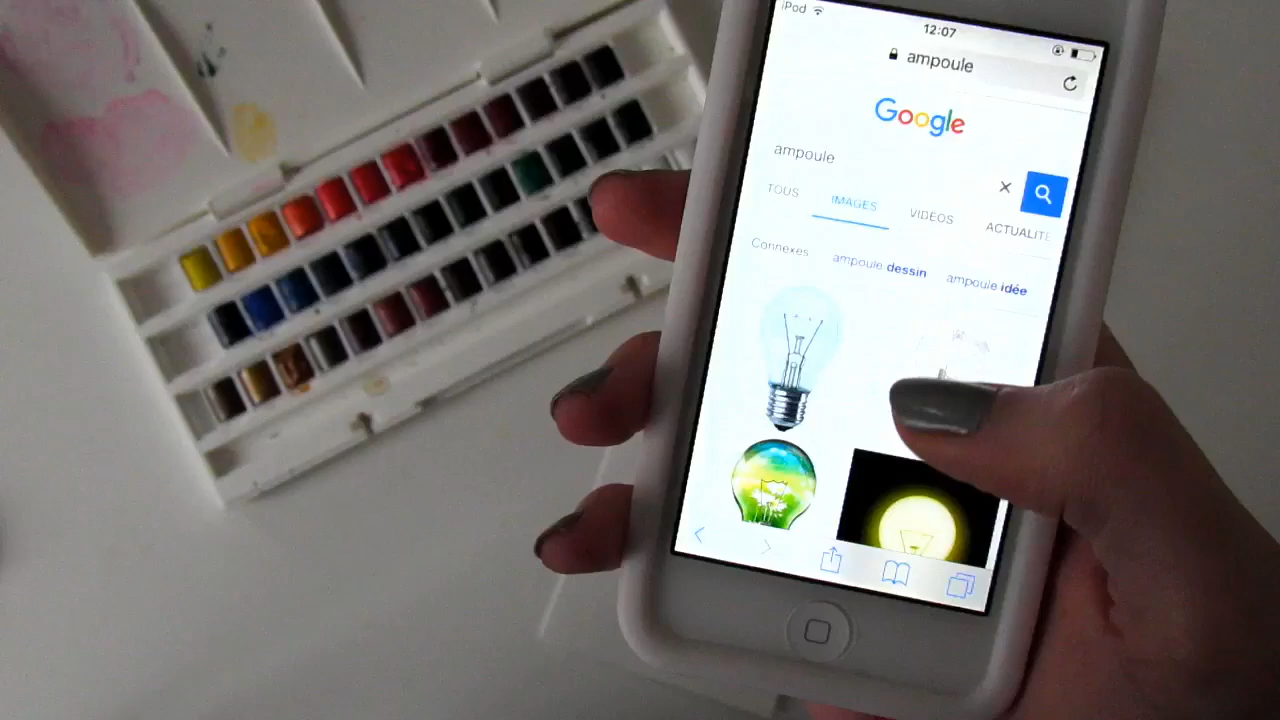 iPod
12:07
ampoule
Google
ampoule
TOUS IMAGES VIDÉOS ACTUALITÉ
Connexes ampoule dessin ampoule idée